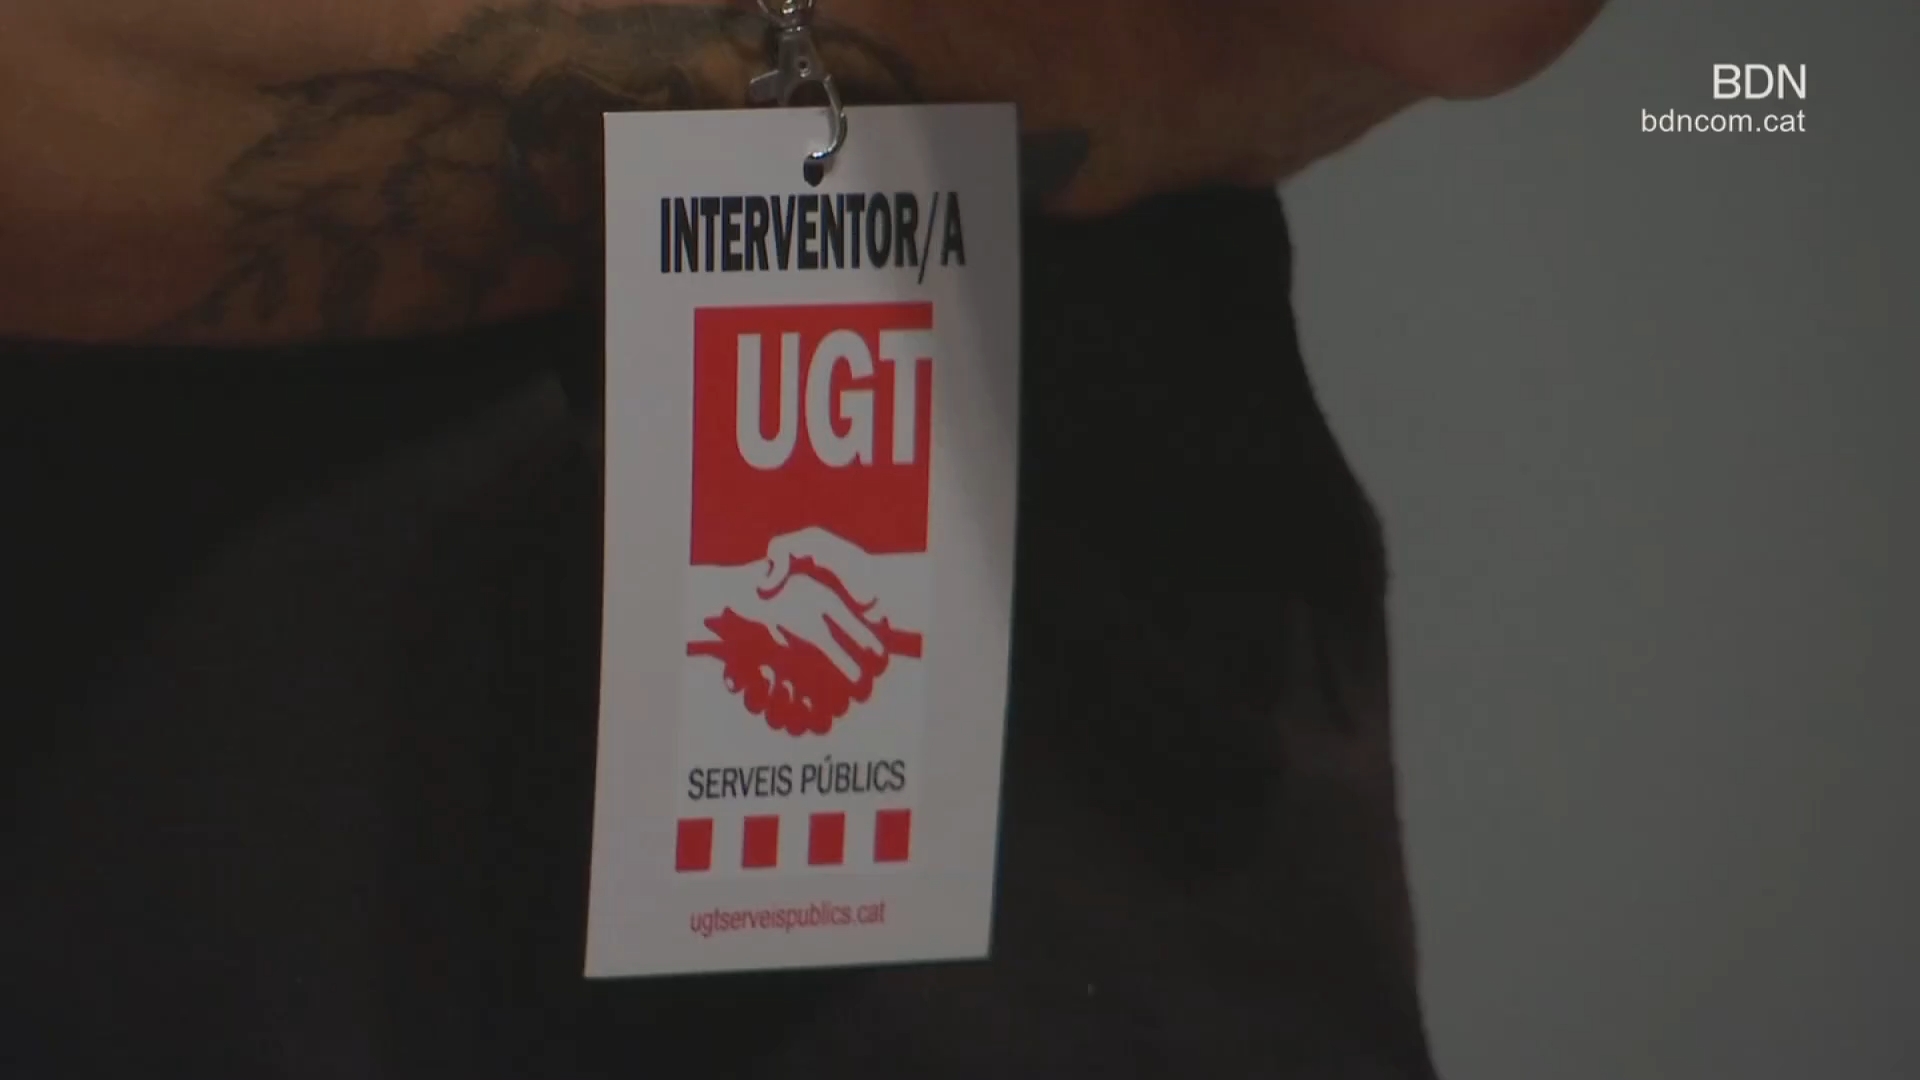 BDN
bdncom.cat
INTERVENTOR/A
UGT
SERVEIS PÚBLICS
ugtserveispublics.cat